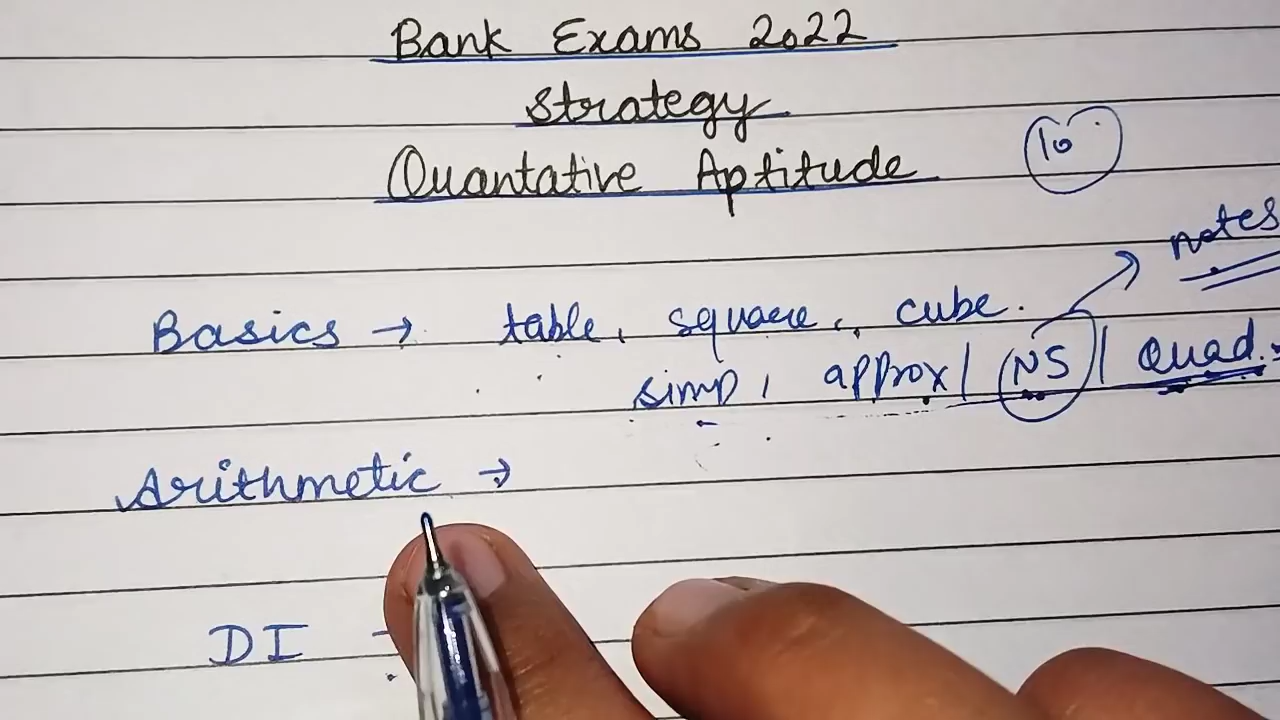 Bank Exams 2022
Strategy
Quantative Aptitude
10
notes
Basics → table, square, cube.
simp, approx | NS | Quad.
Arithmetic →
DI